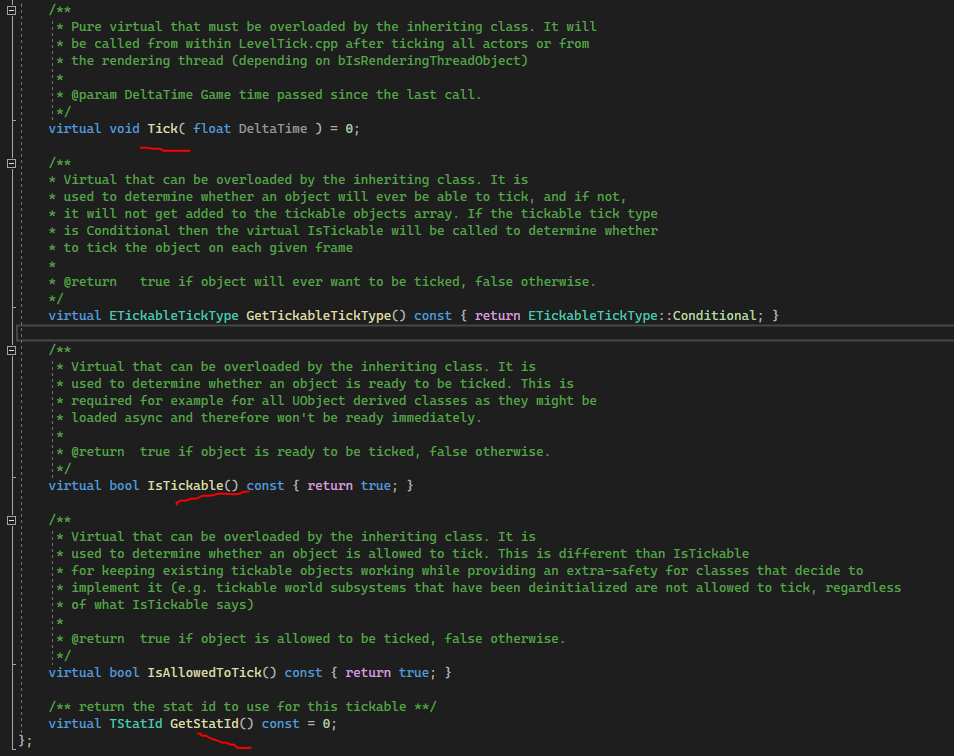 /**
* Pure virtual that must be overloaded by the inheriting class. It will
* be called from within LevelTick.cpp after ticking all actors or from
* the rendering thread (depending on bIsRenderingThreadObject)
*
* @param DeltaTime Game time passed since the last call.
*/
virtual void Tick( float DeltaTime ) = 0;
/**
* Virtual that can be overloaded by the inheriting class. It is
* used to determine whether an object will ever be able to tick, and if not,
* it will not get added to the tickable objects array. If the tickable tick type
* is Conditional then the virtual IsTickable will be called to determine whether
* to tick the object on each given frame
*
* @return   true if object will ever want to be ticked, false otherwise.
*/
virtual ETickableTickType GetTickableTickType() const { return ETickableTickType::Conditional; }
/**
* Virtual that can be overloaded by the inheriting class. It is
* used to determine whether an object is ready to be ticked. This is
* required for example for all UObject derived classes as they might be
* loaded async and therefore won't be ready immediately.
*
* @return  true if object is ready to be ticked, false otherwise.
*/
virtual bool IsTickable() const { return true; }
/**
* Virtual that can be overloaded by the inheriting class. It is
* used to determine whether an object is allowed to tick. This is different than IsTickable
* for keeping existing tickable objects working while providing an extra-safety for classes that decide to
* implement it (e.g. tickable world subsystems that have been deinitialized are not allowed to tick, regardless
* of what IsTickable says)
*
* @return  true if object is allowed to be ticked, false otherwise.
*/
virtual bool IsAllowedToTick() const { return true; }
/** return the stat id to use for this tickable **/
virtual TStatId GetStatId() const = 0;
};